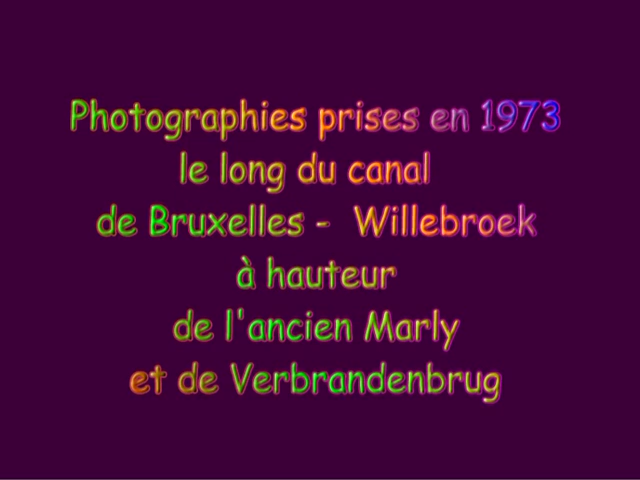 Photographies prises en 1973
le long du canal
de Bruxelles - Willebroek
à hauteur
de l'ancien Marly
et de Verbrandenbrug